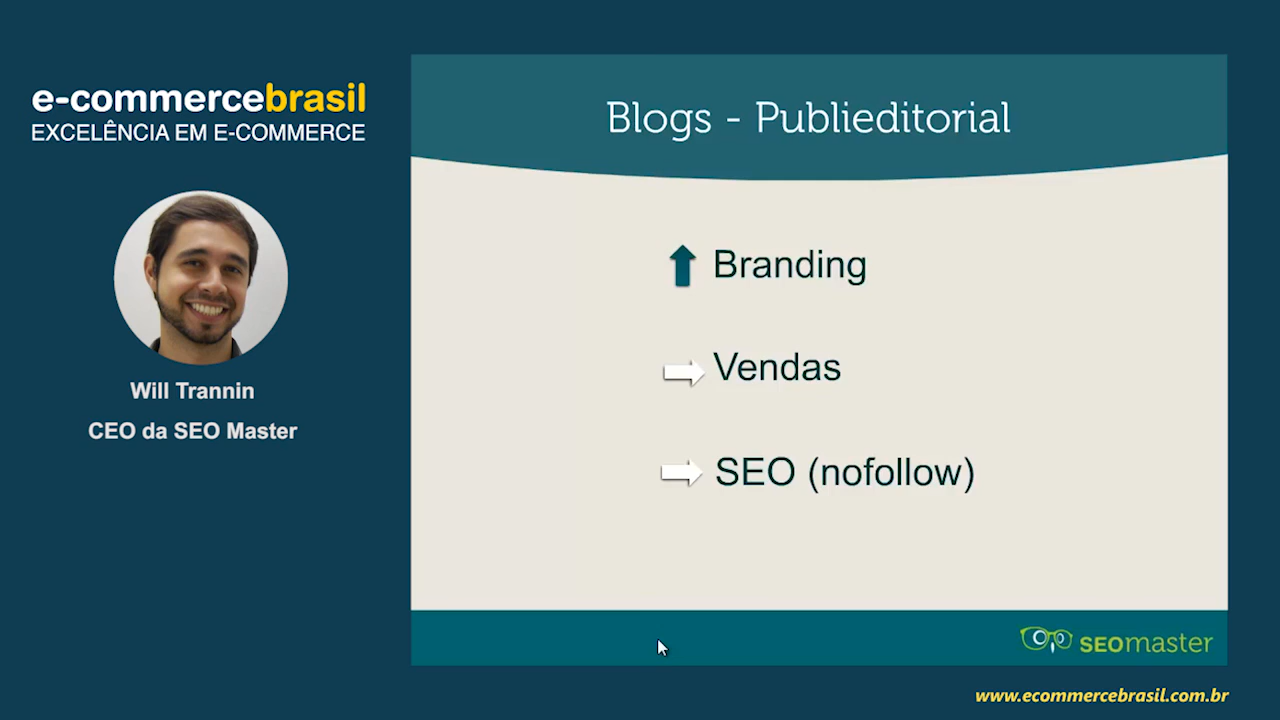 e-commercebrasil
EXCELÊNCIA EM E-COMMERCE
Will Trannin
CEO da SEO Master
Blogs - Publieditorial
Branding
Vendas
SEO (nofollow)
SEOmaster
www.ecommercebrasil.com.br